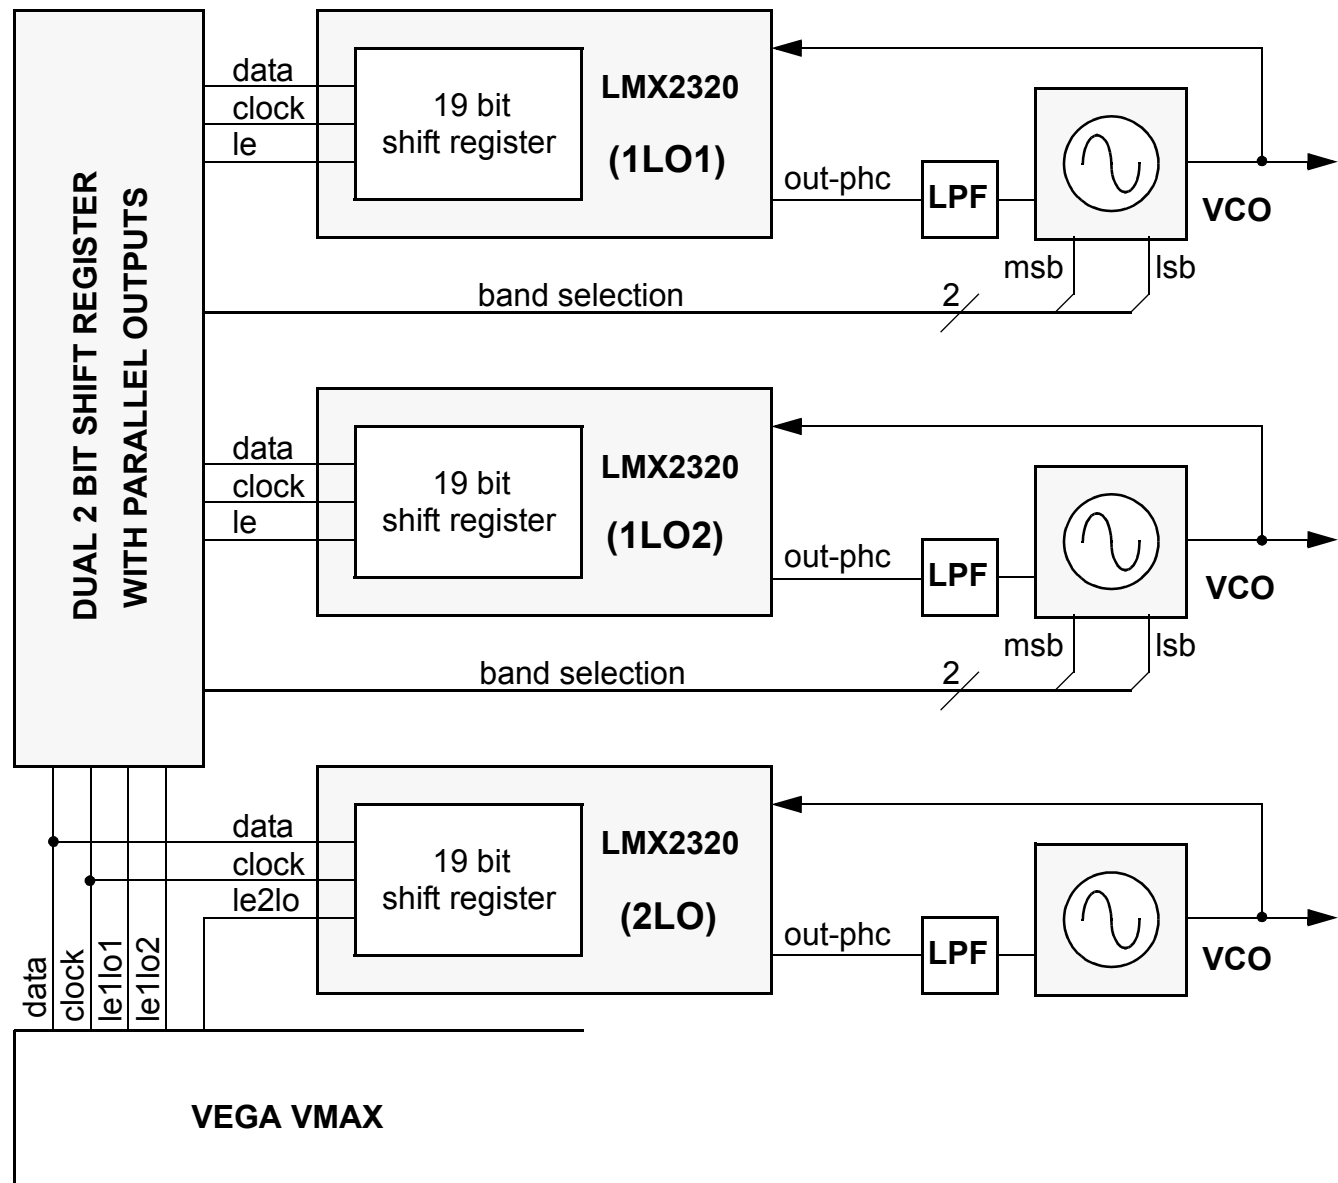 DUAL 2 BIT SHIFT REGISTER
WITH PARALLEL OUTPUTS
data
clock
le
19 bit
shift register
LMX2320
(1LO1)
out-phc
LPF
VCO
msb
lsb
band selection
2
data
clock
le
19 bit
shift register
LMX2320
(1LO2)
out-phc
LPF
VCO
msb
lsb
band selection
2
data
clock
le2lo
19 bit
shift register
LMX2320
(2LO)
out-phc
LPF
VCO
data
clock
le1lo1
le1lo2
VEGA VMAX